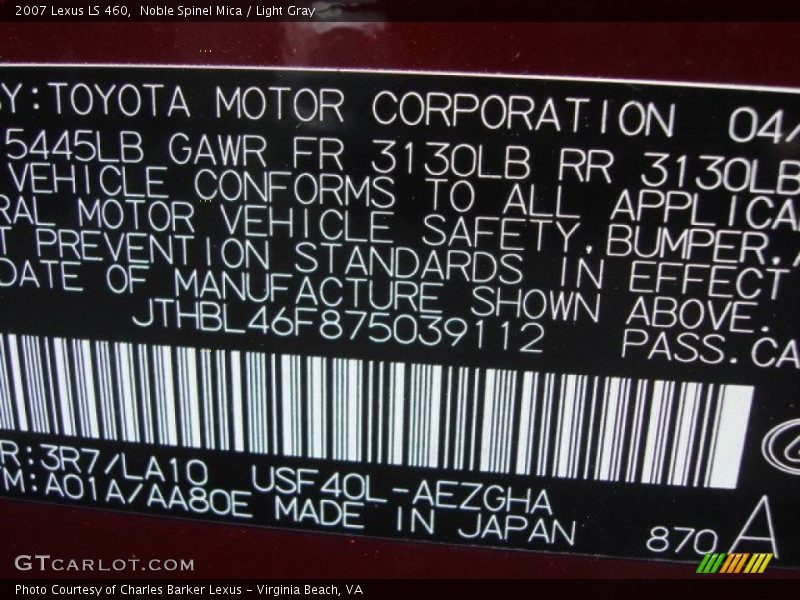 2007 Lexus LS 460,  Noble Spinel Mica / Light Gray
Y:TOYOTA MOTOR CORPORATION 04/
5445LB GAWR FR 3130LB RR 3130LB
VEHICLE CONFORMS TO ALL APPLICA
RAL MOTOR VEHICLE SAFETY, BUMPER, A
T PREVENTION STANDARDS IN EFFECT
DATE OF MANUFACTURE SHOWN ABOVE.
JTHBL46F875039112 PASS.CA
R:3R7/LA10 USF40L-AEZGHA
M:A01A/AA80E MADE IN JAPAN
870 A
GTCARLOT.COM
Photo Courtesy of Charles Barker Lexus - Virginia Beach, VA